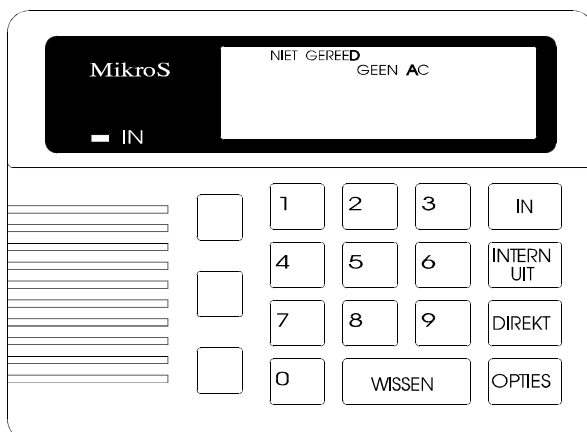 NIET GEREED
GEEN AC
MikroS
IN
1 2 3 IN
4 5 6 INTERN
UIT
7 8 9 DIREKT
0 WISSEN OPTIES